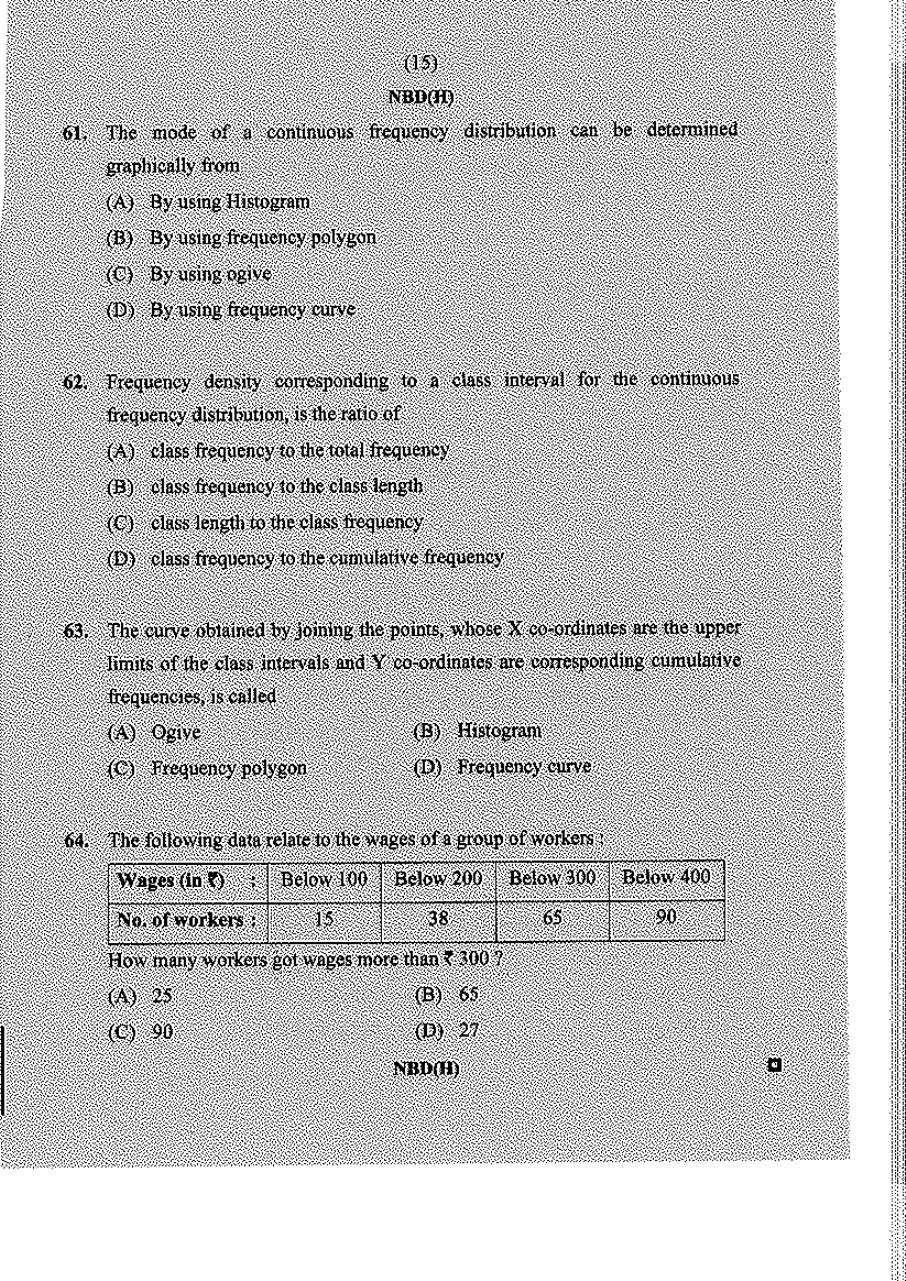 (15)
NBD(H)
61. The mode of a continuous frequency distribution can be determined
graphically from
(A) By using Histogram
(B) By using frequency polygon
(C) By using ogive
(D) By using frequency curve
62. Frequency density corresponding to a class interval for the continuous
frequency distribution, is the ratio of
(A) class frequency to the total frequency
(B) class frequency to the class length
(C) class length to the class frequency
(D) class frequency to the cumulative frequency
63. The curve obtained by joining the points, whose X co-ordinates are the upper
limits of the class intervals and Y co-ordinates are corresponding cumulative
frequencies, is called
(A) Ogive (B) Histogram
(C) Frequency polygon (D) Frequency curve
64. The following data relate to the wages of a group of workers :
Wages (in ₹) : Below 100 Below 200 Below 300 Below 400
No. of workers : 15 38 65 90
How many workers got wages more than ₹ 300 ?
(A) 25 (B) 65
(C) 90 (D) 27
NBD(H)